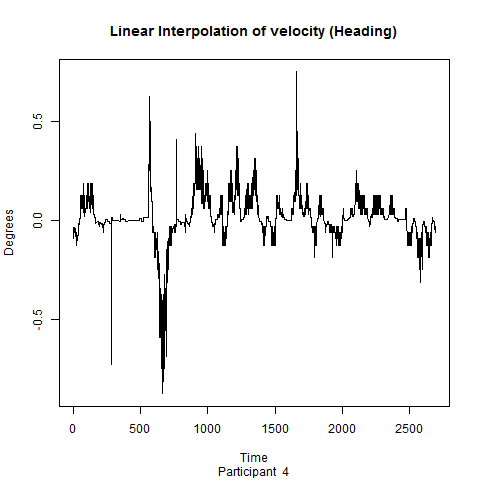 Linear Interpolation of velocity (Heading)
Degrees
0.5
0.0
-0.5
0 500 1000 1500 2000 2500
Time
Participant 4